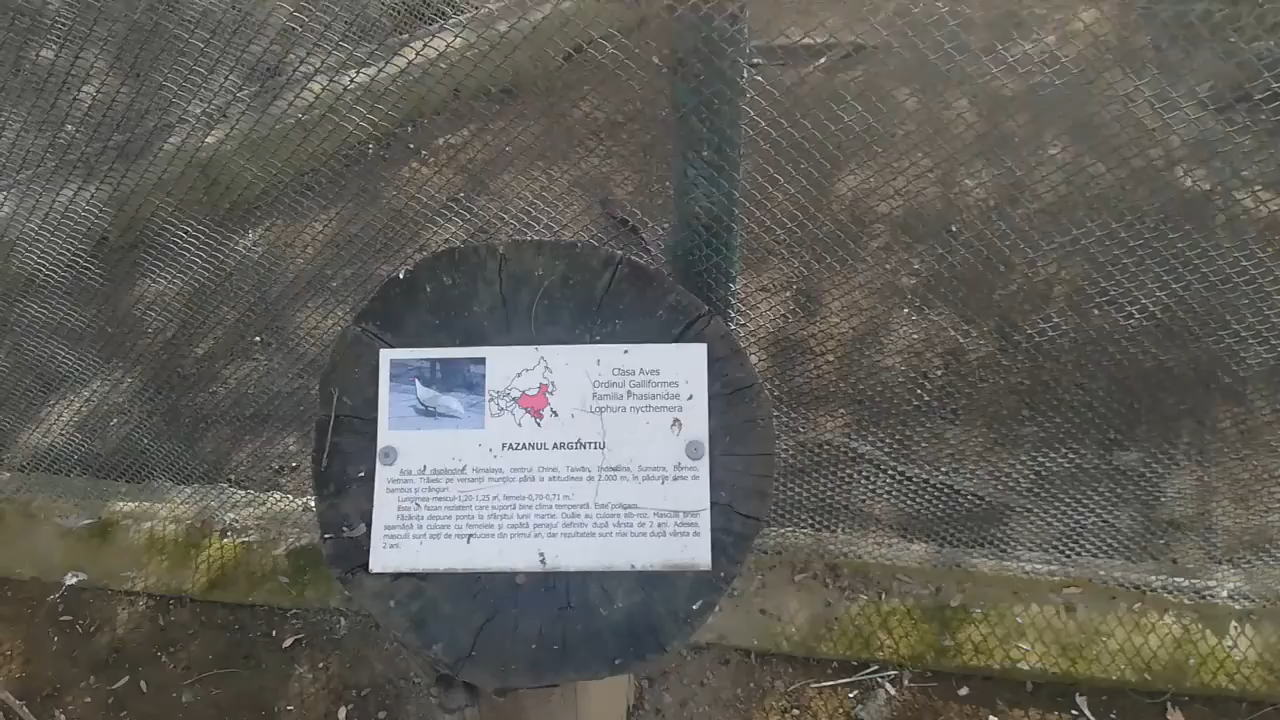 Clasa Aves
Ordinul Galliformes
Familia Phasianidae
Lophura nycthemera
FAZANUL ARGINTIU
Aria de răspândire: Himalaya, centrul Chinei, Taiwan, Indochina, Sumatra, Borneo,
Vietnam. Trăiesc pe versanții munților până la altitudinea de 2.000 m, în pădurile dese de
bambus și crânguri.
Lungimea-mascul-1,20-1,25 m, femela-0,70-0,71 m.
Este un fazan rezistent care suportă bine clima temperată. Este poligam.
Făzănița depune ponta la sfârșitul lunii martie. Ouăle au culoare alb-roz. Masculii tineri
seamănă la culoare cu femelele și capătă penajul definitiv după vârsta de 2 ani. Adesea,
masculii sunt apți de reproducere din primul an, dar rezultatele sunt mai bune după vârsta de
2 ani.